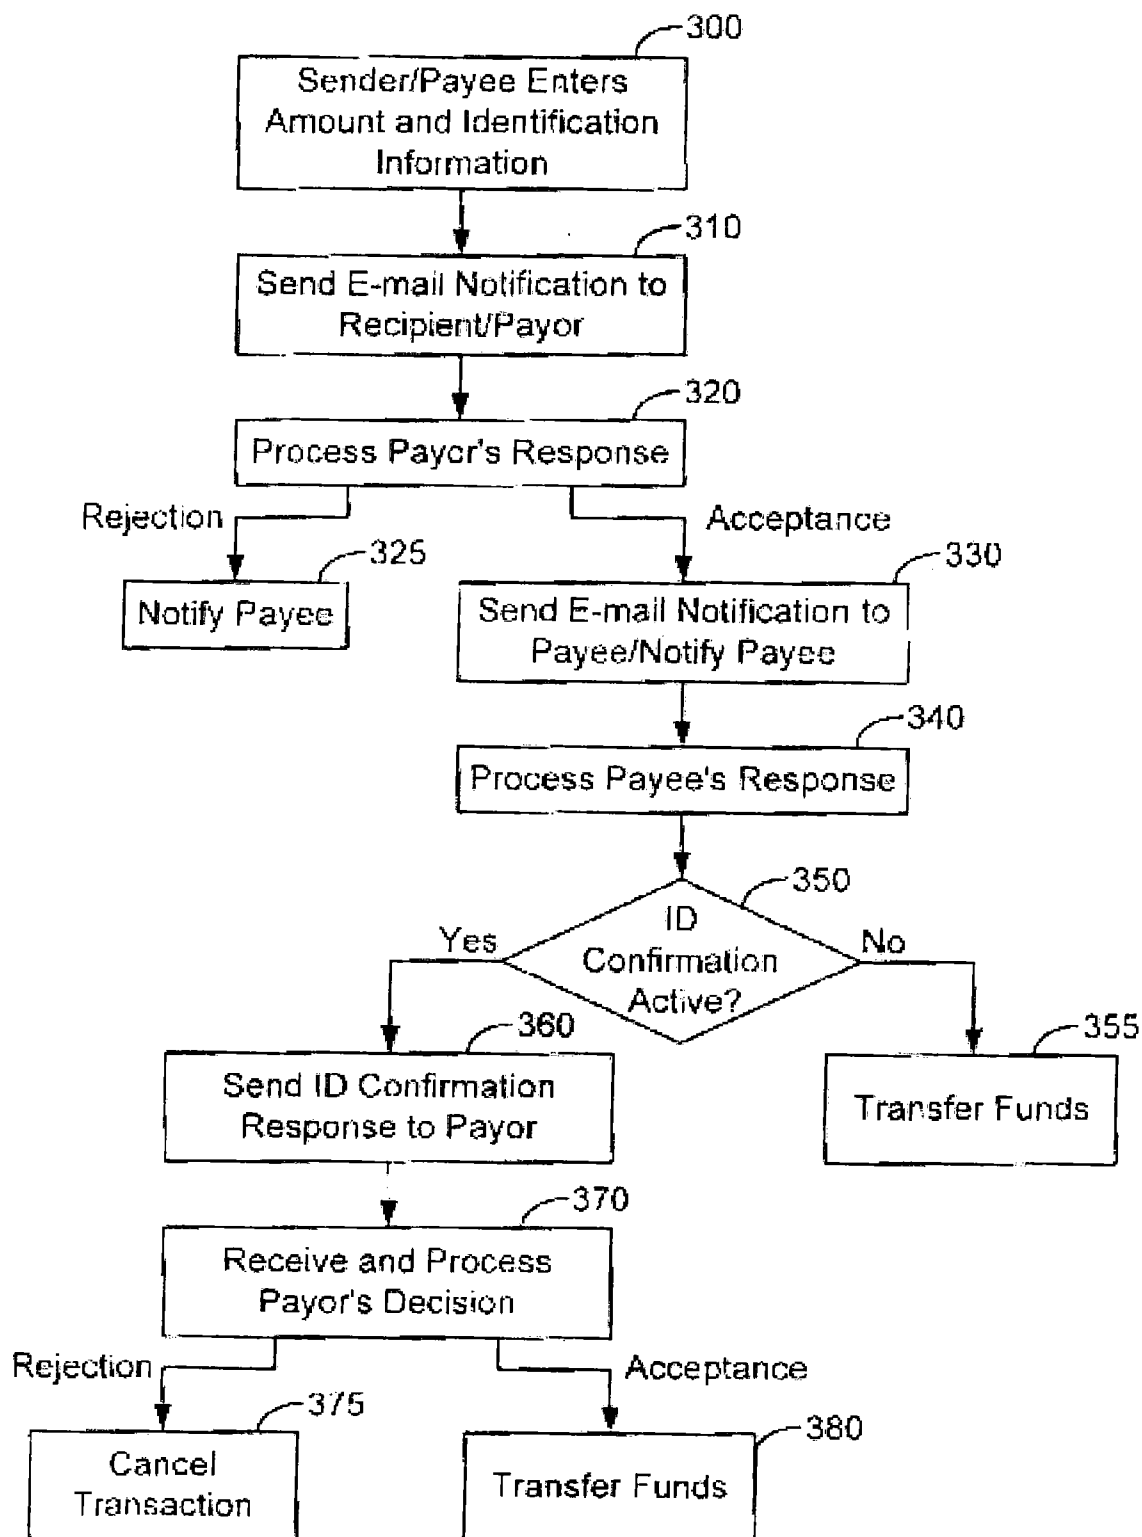 300
Sender/Payee Enters
Amount and Identification
Information
310
Send E-mail Notification to
Recipient/Payor
320
Process Payor's Response
Rejection
Acceptance
325
Notify Payee
330
Send E-mail Notification to
Payee/Notify Payee
340
Process Payee's Response
350
ID
Confirmation
Active?
Yes
No
360
Send ID Confirmation
Response to Payor
355
Transfer Funds
370
Receive and Process
Payor's Decision
Rejection
Acceptance
375
Cancel
Transaction
380
Transfer Funds